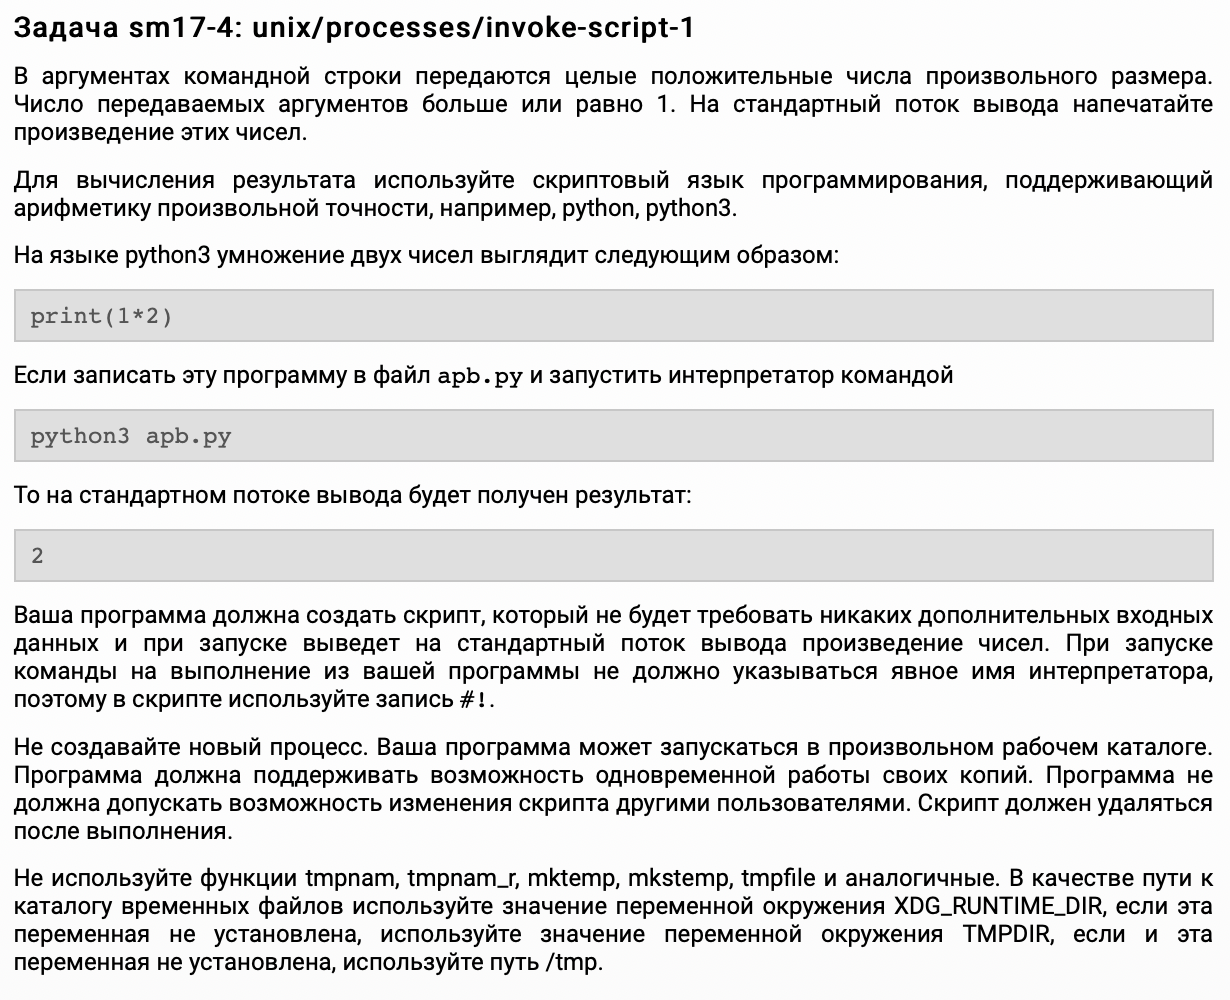 Задача sm17-4: unix/processes/invoke-script-1
В аргументах командной строки передаются целые положительные числа произвольного размера.
Число передаваемых аргументов больше или равно 1. На стандартный поток вывода напечатайте
произведение этих чисел.
Для вычисления результата используйте скриптовый язык программирования, поддерживающий
арифметику произвольной точности, например, python, python3.
На языке python3 умножение двух чисел выглядит следующим образом:
print(1*2)
Если записать эту программу в файл apb.py и запустить интерпретатор командой
python3 apb.py
То на стандартном потоке вывода будет получен результат:
2
Ваша программа должна создать скрипт, который не будет требовать никаких дополнительных входных
данных и при запуске выведет на стандартный поток вывода произведение чисел. При запуске
команды на выполнение из вашей программы не должно указываться явное имя интерпретатора,
поэтому в скрипте используйте запись #!.
Не создавайте новый процесс. Ваша программа может запускаться в произвольном рабочем каталоге.
Программа должна поддерживать возможность одновременной работы своих копий. Программа не
должна допускать возможность изменения скрипта другими пользователями. Скрипт должен удаляться
после выполнения.
Не используйте функции tmpnam, tmpnam_r, mktemp, mkstemp, tmpfile и аналогичные. В качестве пути к
каталогу временных файлов используйте значение переменной окружения XDG_RUNTIME_DIR, если эта
переменная не установлена, используйте значение переменной окружения TMPDIR, если и эта
переменная не установлена, используйте путь /tmp.